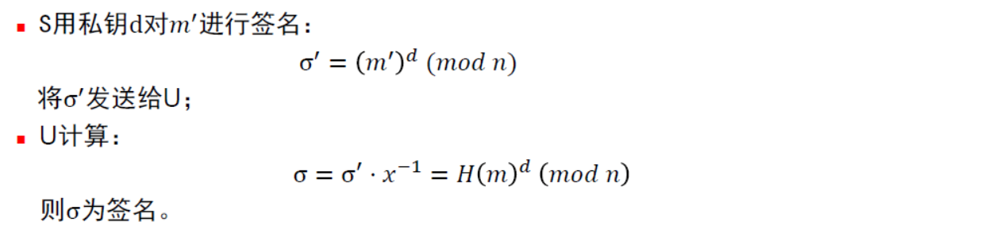 ▪ S用私钥d对m′进行签名：
σ′ = (m′)ᵈ (mod n)
将σ′发送给U；
▪ U计算：
σ = σ′ · x⁻¹ = H(m)ᵈ (mod n)
则σ为签名。